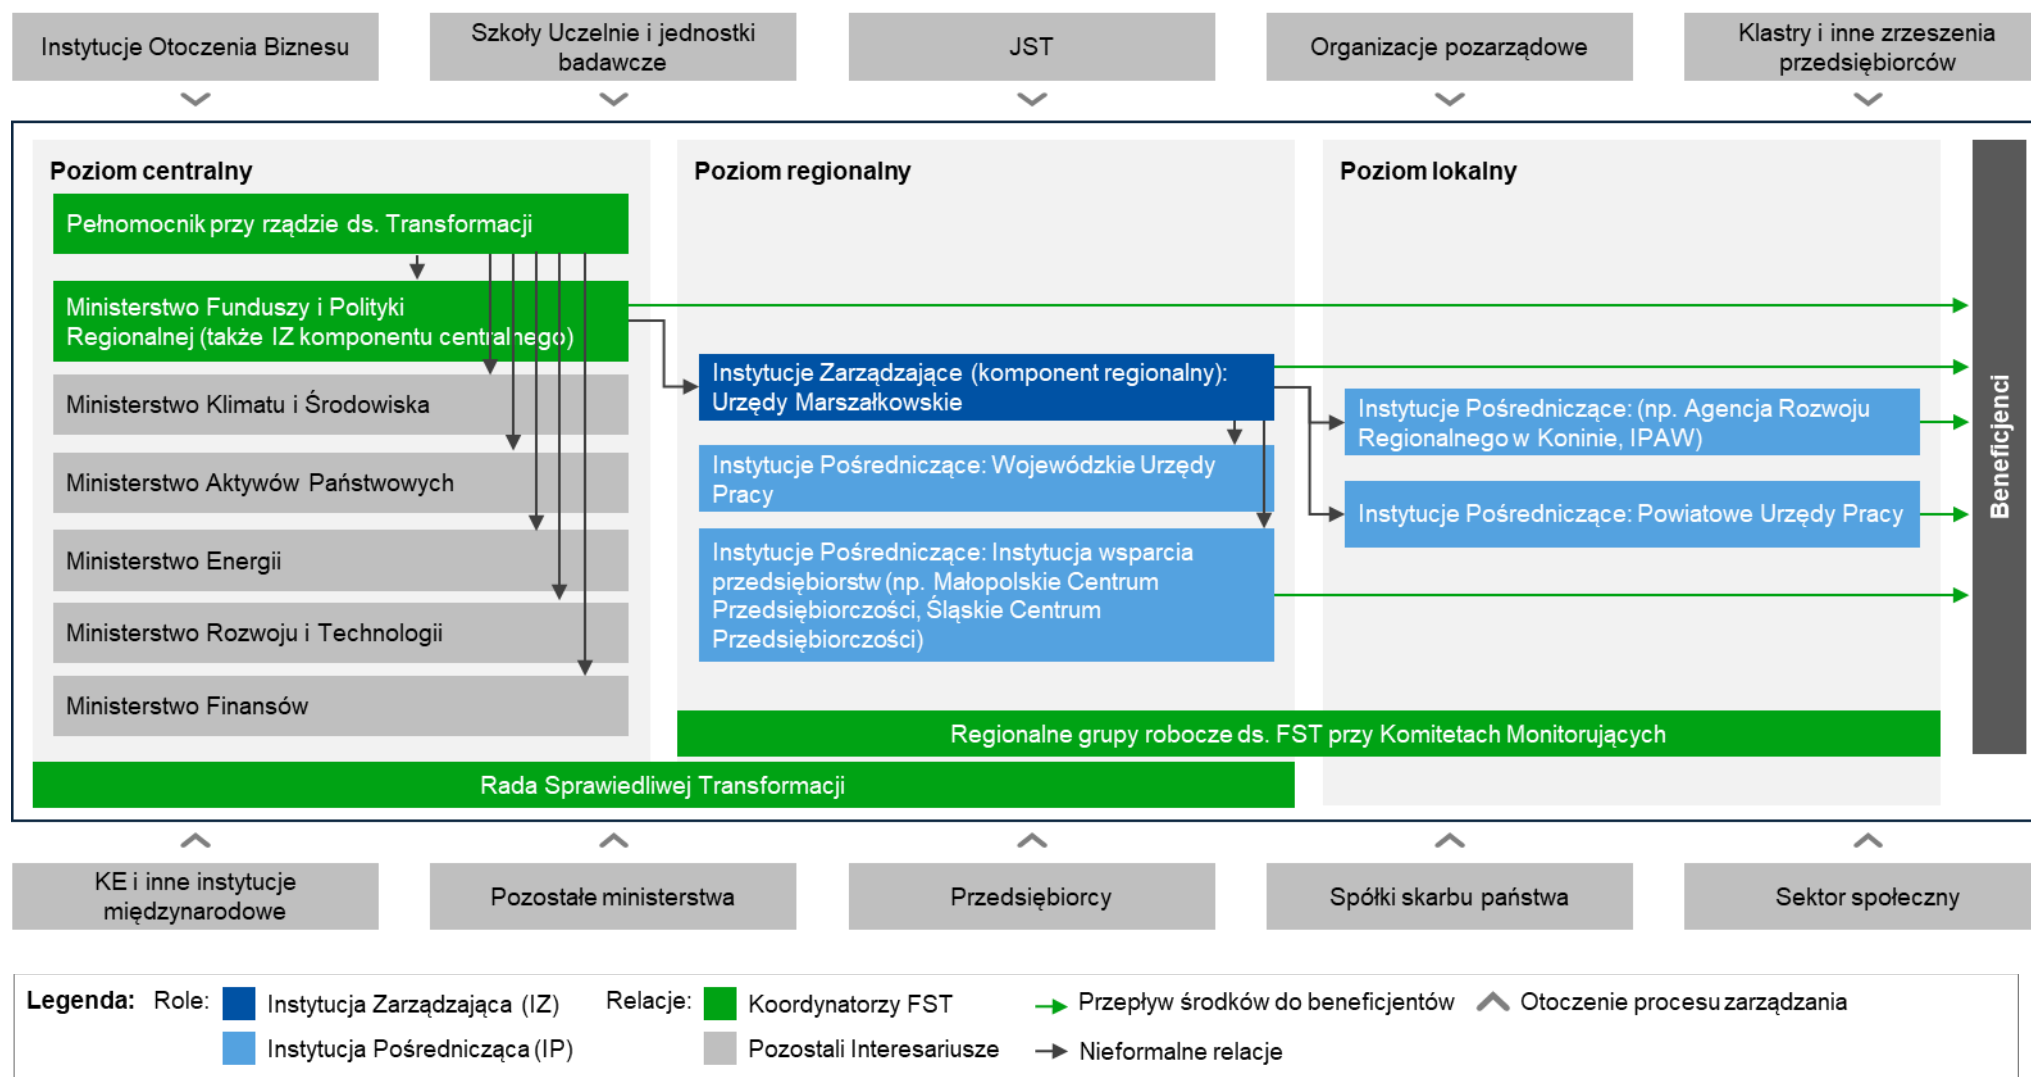 Instytucje Otoczenia Biznesu
Szkoły Uczelnie i jednostki
badawcze
JST
Organizacje pozarządowe
Klastry i inne zrzeszenia
przedsiębiorców
Poziom centralny
Pełnomocnik przy rządzie ds. Transformacji
Ministerstwo Funduszy i Polityki
Regionalnej (także IZ komponentu centralnego)
Ministerstwo Klimatu i Środowiska
Ministerstwo Aktywów Państwowych
Ministerstwo Energii
Ministerstwo Rozwoju i Technologii
Ministerstwo Finansów
Poziom regionalny
Instytucje Zarządzające (komponent regionalny):
Urzędy Marszałkowskie
Instytucje Pośredniczące: Wojewódzkie Urzędy
Pracy
Instytucje Pośredniczące: Instytucja wsparcia
przedsiębiorstw (np. Małopolskie Centrum
Przedsiębiorczości, Śląskie Centrum
Przedsiębiorczości)
Poziom lokalny
Instytucje Pośredniczące: (np. Agencja Rozwoju
Regionalnego w Koninie, IPAW)
Instytucje Pośredniczące: Powiatowe Urzędy Pracy
Beneficjenci
Regionalne grupy robocze ds. FST przy Komitetach Monitorujących
Rada Sprawiedliwej Transformacji
KE i inne instytucje
międzynarodowe
Pozostałe ministerstwa
Przedsiębiorcy
Spółki skarbu państwa
Sektor społeczny
Legenda: Role: Instytucja Zarządzająca (IZ) Relacje: Koordynatorzy FST Przepływ środków do beneficjentów Otoczenie procesu zarządzania
Instytucja Pośrednicząca (IP) Pozostali Interesariusze Nieformalne relacje